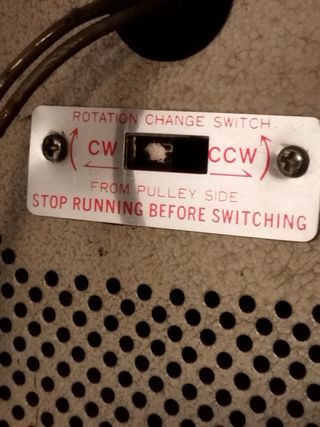 ROTATION CHANGE SWITCH
CW CCW
FROM PULLEY SIDE
STOP RUNNING BEFORE SWITCHING